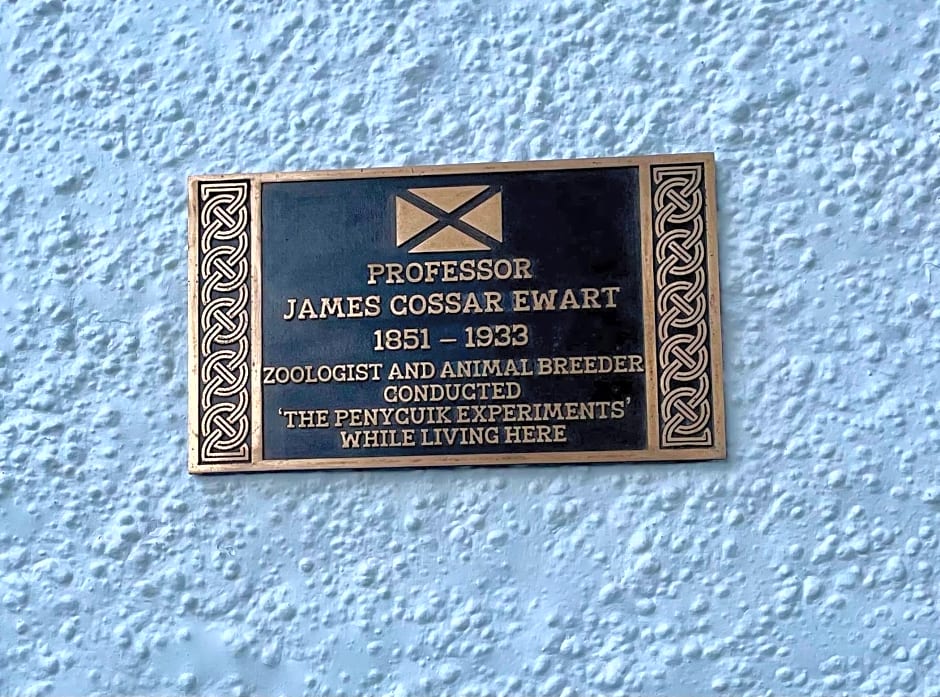 PROFESSOR
JAMES COSSAR EWART
1851 – 1933
ZOOLOGIST AND ANIMAL BREEDER
CONDUCTED
‘THE PENYCUIK EXPERIMENTS’
WHILE LIVING HERE